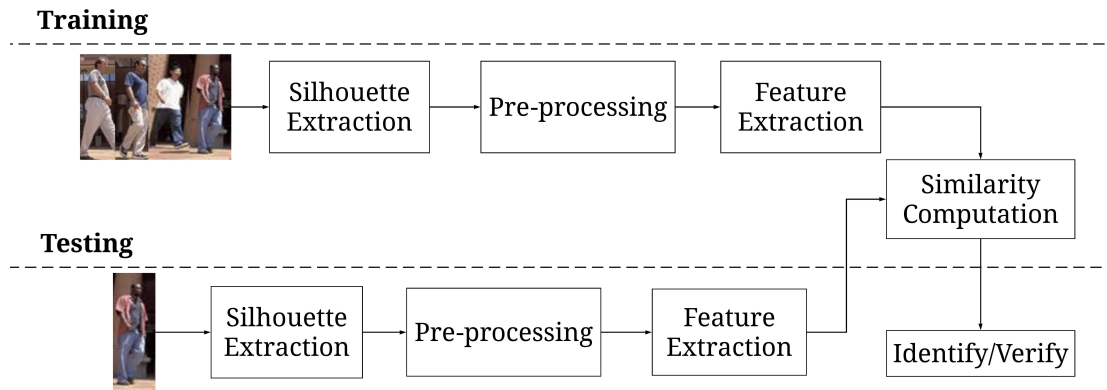 Training
Silhouette
Extraction
Pre-processing
Feature
Extraction
Similarity
Computation
Testing
Silhouette
Extraction
Pre-processing
Feature
Extraction
Identify/Verify